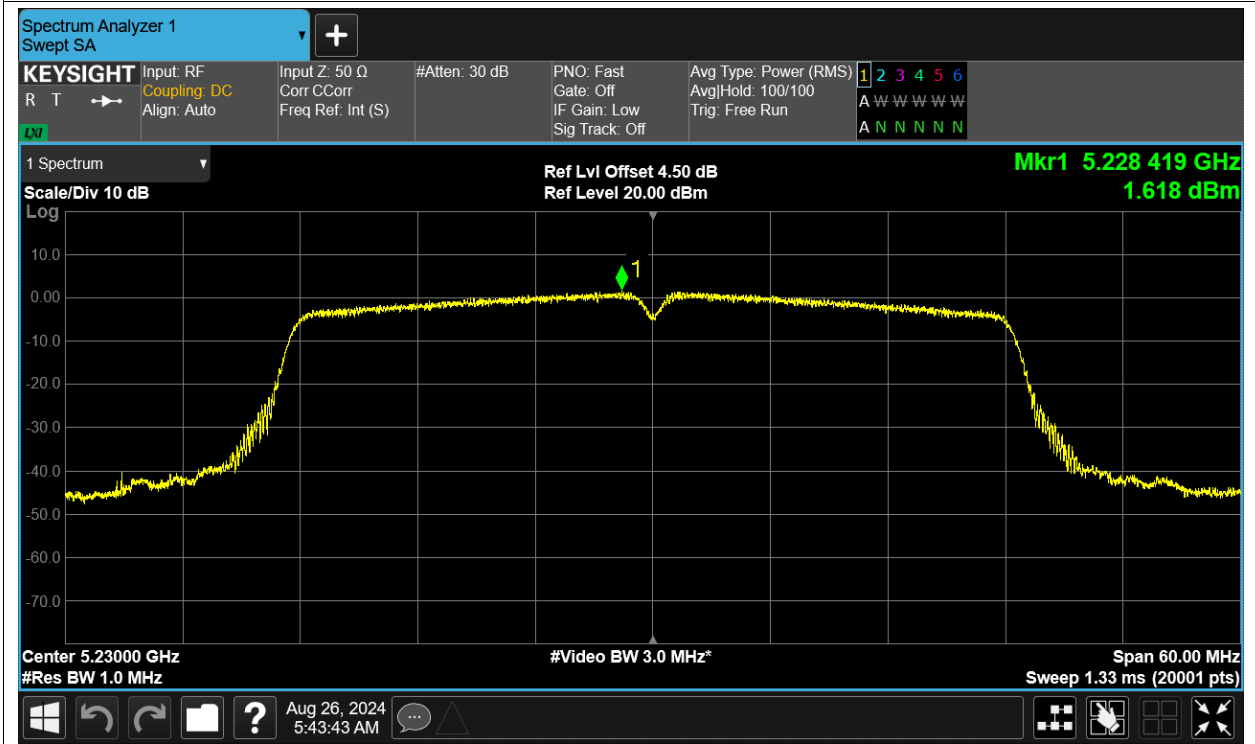 Spectrum Analyzer 1
Swept SA
+
KEYSIGHT
R T
LXI
Input: RF
Coupling: DC
Align: Auto
Input Z: 50 Ω
Corr CCorr
Freq Ref: Int (S)
#Atten: 30 dB
PNO: Fast
Gate: Off
IF Gain: Low
Sig Track: Off
Avg Type: Power (RMS)
Avg|Hold: 100/100
Trig: Free Run
1 2 3 4 5 6
A W W W W W
A N N N N N
1 Spectrum
Scale/Div 10 dB
Log
Ref Lvl Offset 4.50 dB
Ref Level 20.00 dBm
Mkr1 5.228 419 GHz
1.618 dBm
1
10.0
0.00
-10.0
-20.0
-30.0
-40.0
-50.0
-60.0
-70.0
Center 5.23000 GHz
#Res BW 1.0 MHz
#Video BW 3.0 MHz*
Span 60.00 MHz
Sweep 1.33 ms (20001 pts)
?
Aug 26, 2024
5:43:43 AM